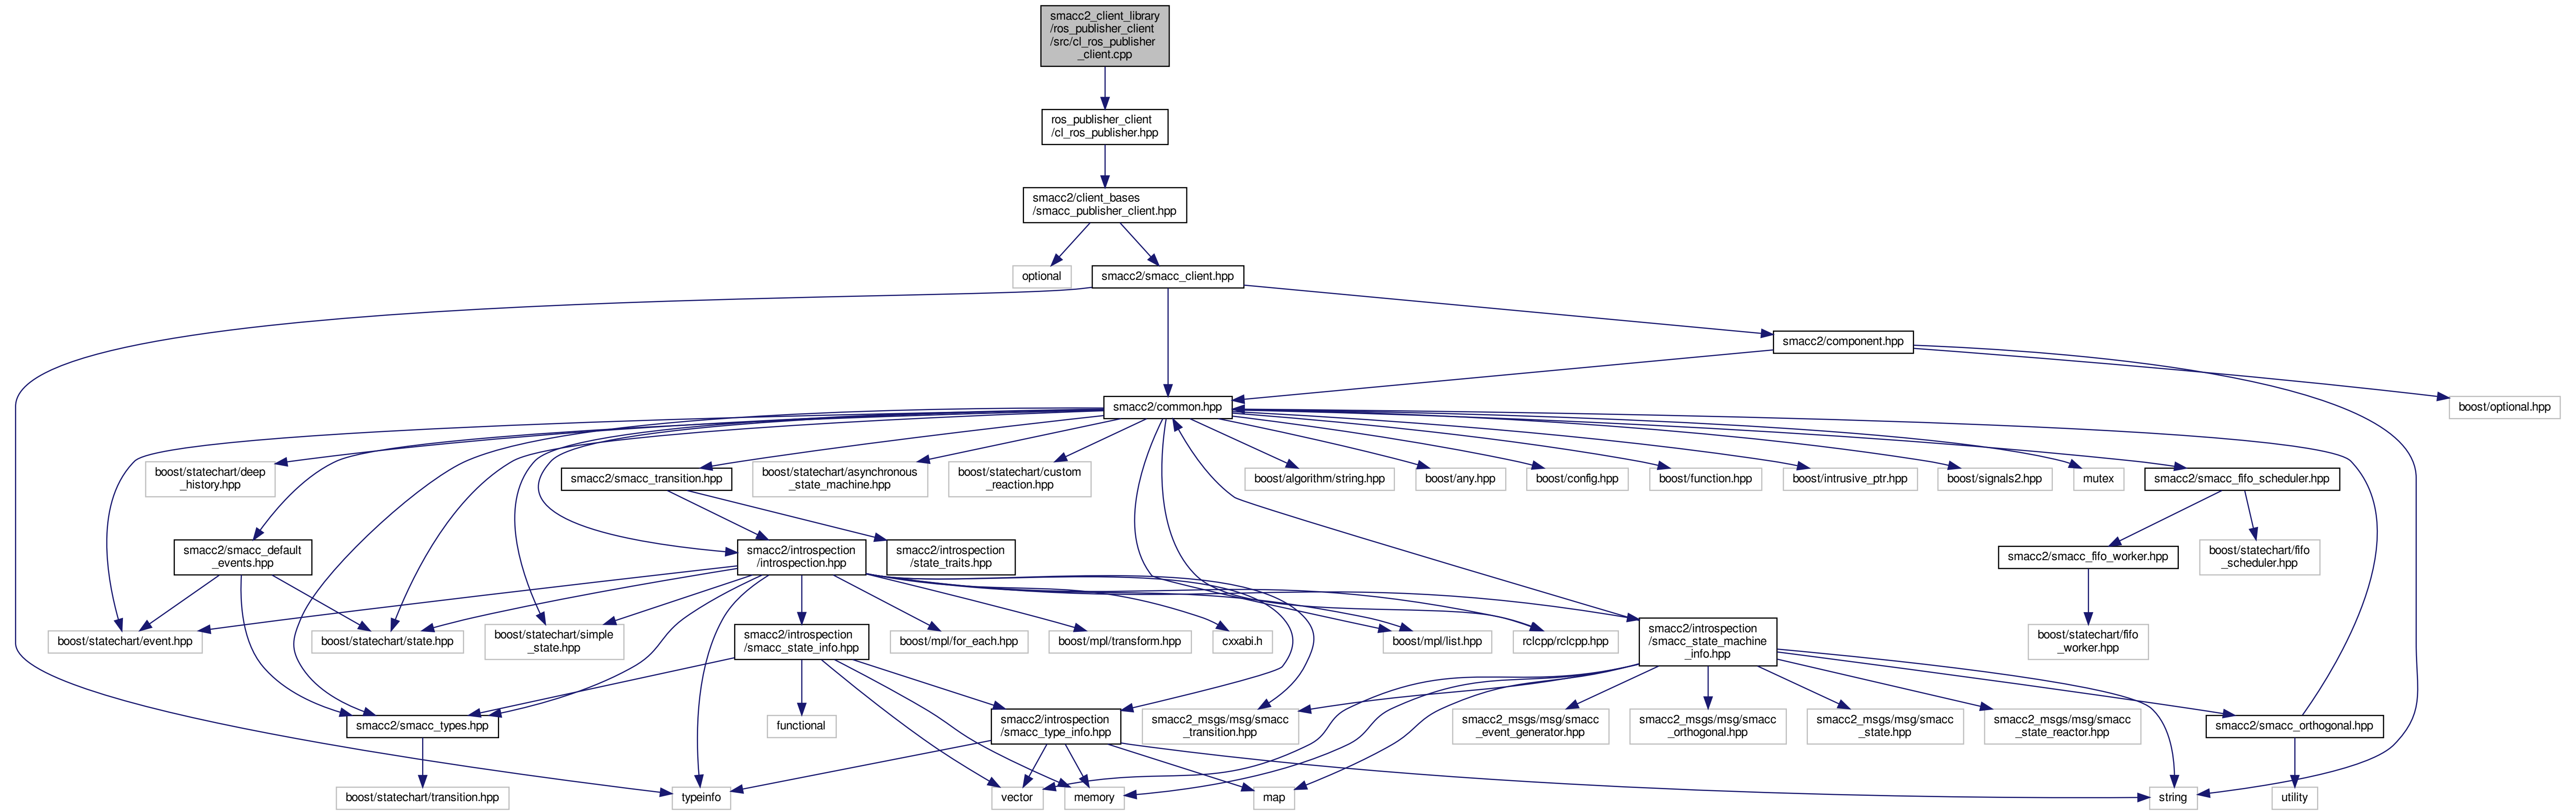 smacc2_client_library
/ros_publisher_client
/src/cl_ros_publisher
_client.cpp
ros_publisher_client
/cl_ros_publisher.hpp
smacc2/client_bases
/smacc_publisher_client.hpp
optional
smacc2/smacc_client.hpp
smacc2/component.hpp
smacc2/common.hpp
boost/optional.hpp
boost/statechart/deep
_history.hpp
smacc2/smacc_transition.hpp
boost/statechart/asynchronous
_state_machine.hpp
boost/statechart/custom
_reaction.hpp
boost/algorithm/string.hpp
boost/any.hpp
boost/config.hpp
boost/function.hpp
boost/intrusive_ptr.hpp
boost/signals2.hpp
mutex
smacc2/smacc_fifo_scheduler.hpp
smacc2/smacc_default
_events.hpp
smacc2/introspection
/introspection.hpp
smacc2/introspection
/state_traits.hpp
smacc2/smacc_fifo_worker.hpp
boost/statechart/fifo
_scheduler.hpp
boost/statechart/event.hpp
boost/statechart/state.hpp
boost/statechart/simple
_state.hpp
smacc2/introspection
/smacc_state_info.hpp
boost/mpl/for_each.hpp
boost/mpl/transform.hpp
cxxabi.h
boost/mpl/list.hpp
rclcpp/rclcpp.hpp
smacc2/introspection
/smacc_state_machine
_info.hpp
boost/statechart/fifo
_worker.hpp
smacc2/smacc_types.hpp
functional
smacc2/introspection
/smacc_type_info.hpp
smacc2_msgs/msg/smacc
_transition.hpp
smacc2_msgs/msg/smacc
_event_generator.hpp
smacc2_msgs/msg/smacc
_orthogonal.hpp
smacc2_msgs/msg/smacc
_state.hpp
smacc2_msgs/msg/smacc
_state_reactor.hpp
smacc2/smacc_orthogonal.hpp
boost/statechart/transition.hpp
typeinfo
vector
memory
map
string
utility